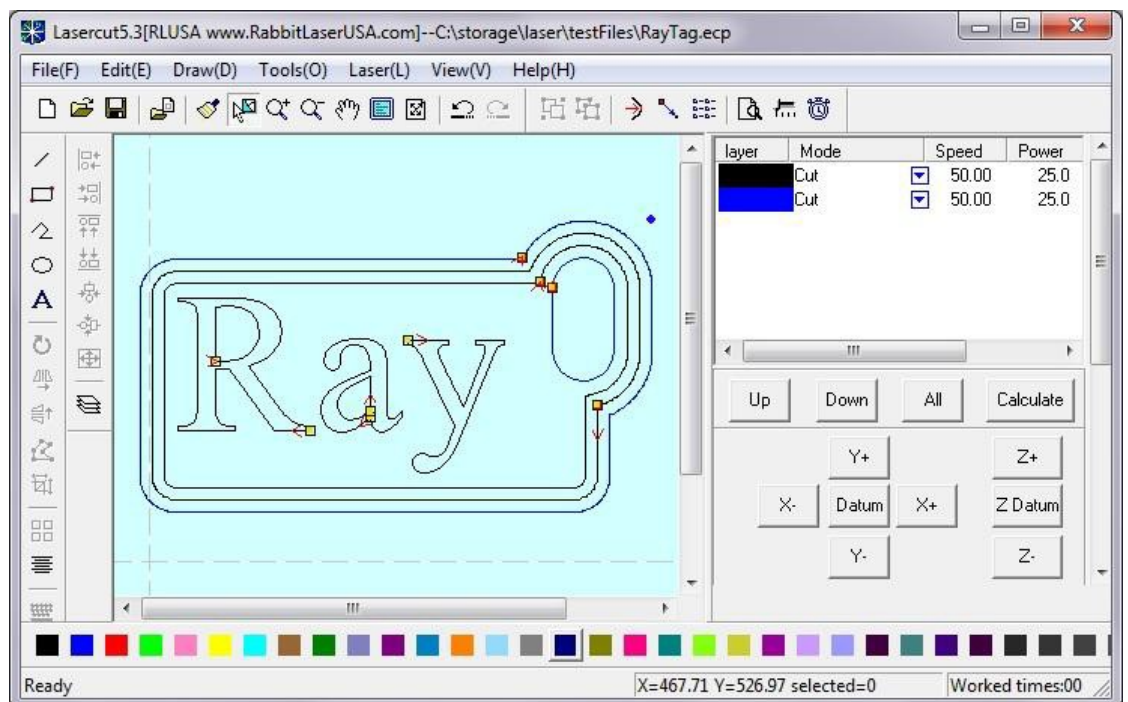 Lasercut5.3[RLUSA www.RabbitLaserUSA.com]--C:\storage\laser\testFiles\RayTag.ecp
File(F) Edit(E) Draw(D) Tools(O) Laser(L) View(V) Help(H)
layer Mode Speed Power
Cut 50.00 25.0
Cut 50.00 25.0
Ray
A
Up Down All Calculate
Y+ Z+
X- Datum X+ Z Datum
Y- Z-
Ready X=467.71 Y=526.97 selected=0 Worked times:00